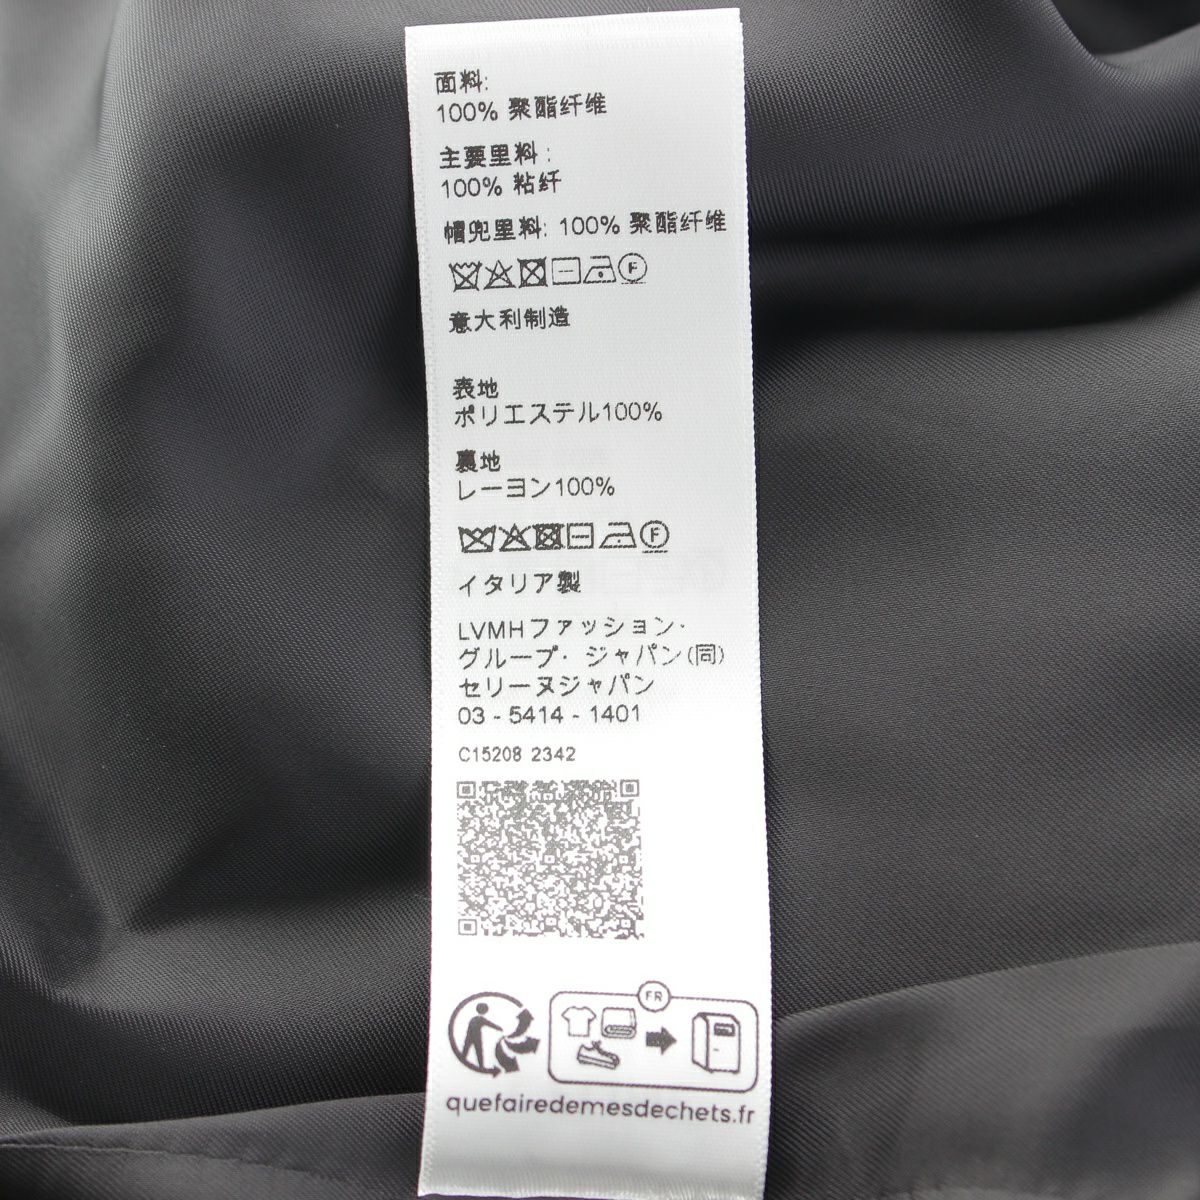 面料:
100% 聚酯纤维
主要里料:
100% 粘纤
帽兜里料: 100% 聚酯纤维
F
意大利制造
表地
ポリエステル100%
裏地
レーヨン100%
F
イタリア製
LVMHファッション・
グループ・ジャパン(同)
セリーヌジャパン
03 - 5414 - 1401
C15208 2342
FR
quefairedemesdechets.fr